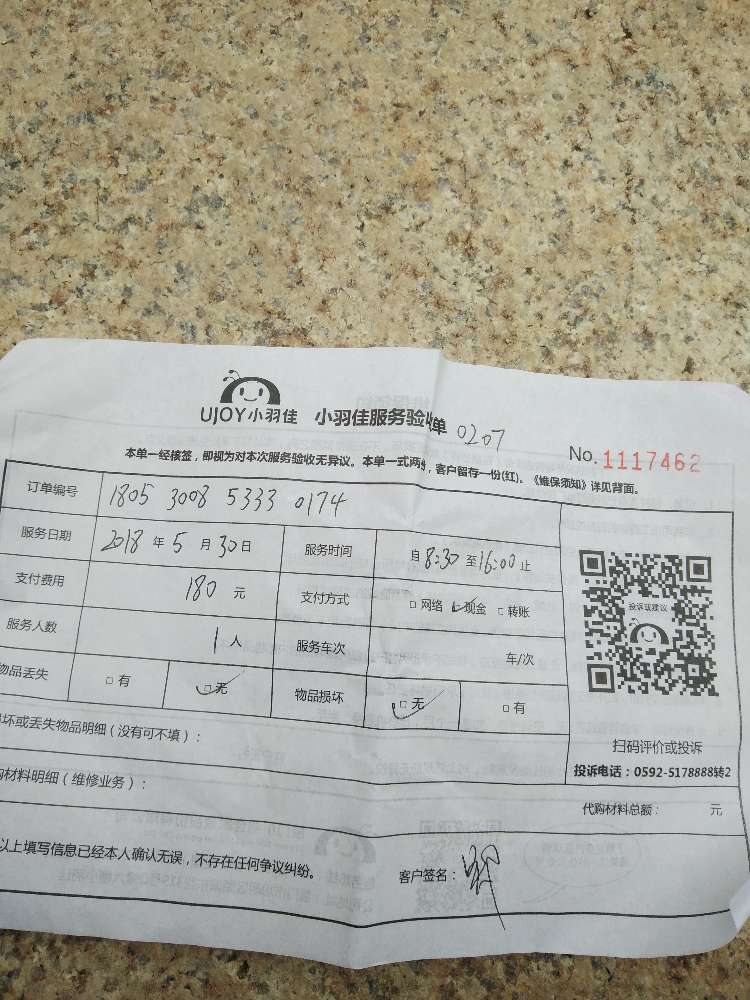 UJOY小羽佳 小羽佳服务验收单 0207
No. 1117462
本单一经核签，即视为对本次服务验收无异议。本单一式两份，客户留存一份(红)。《维保须知》详见背面。
订单编号 1805 3008 5333 0174
服务日期 2018 年 5 月 30 日 服务时间 自 8:30 至 16:00 止
支付费用 180 元 支付方式 □ 网络 □ 现金 □ 转账
服务人数 1 人 服务车次 车/次
物品丢失 □ 有 □ 无 物品损坏 □ 无 □ 有
投诉或建议
扫码评价或投诉
投诉电话：0592-5178888转2
坏或丢失物品明细（没有可不填）：
购材料明细（维修业务）：
代购材料总额： 元
以上填写信息已经本人确认无误，不存在任何争议纠纷。
客户签名：